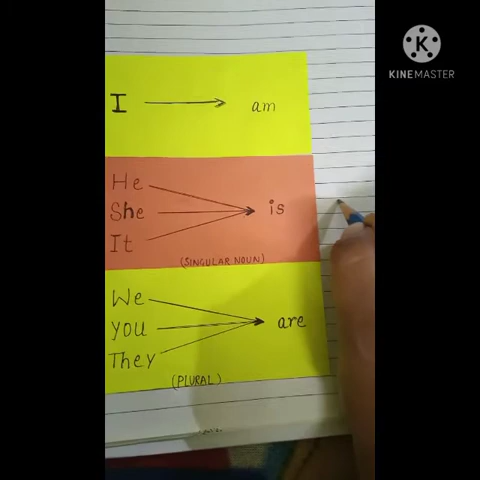 K
KINEMASTER
I → am
He
She → is
It
(SINGULAR NOUN)
We
you → are
They
(PLURAL)